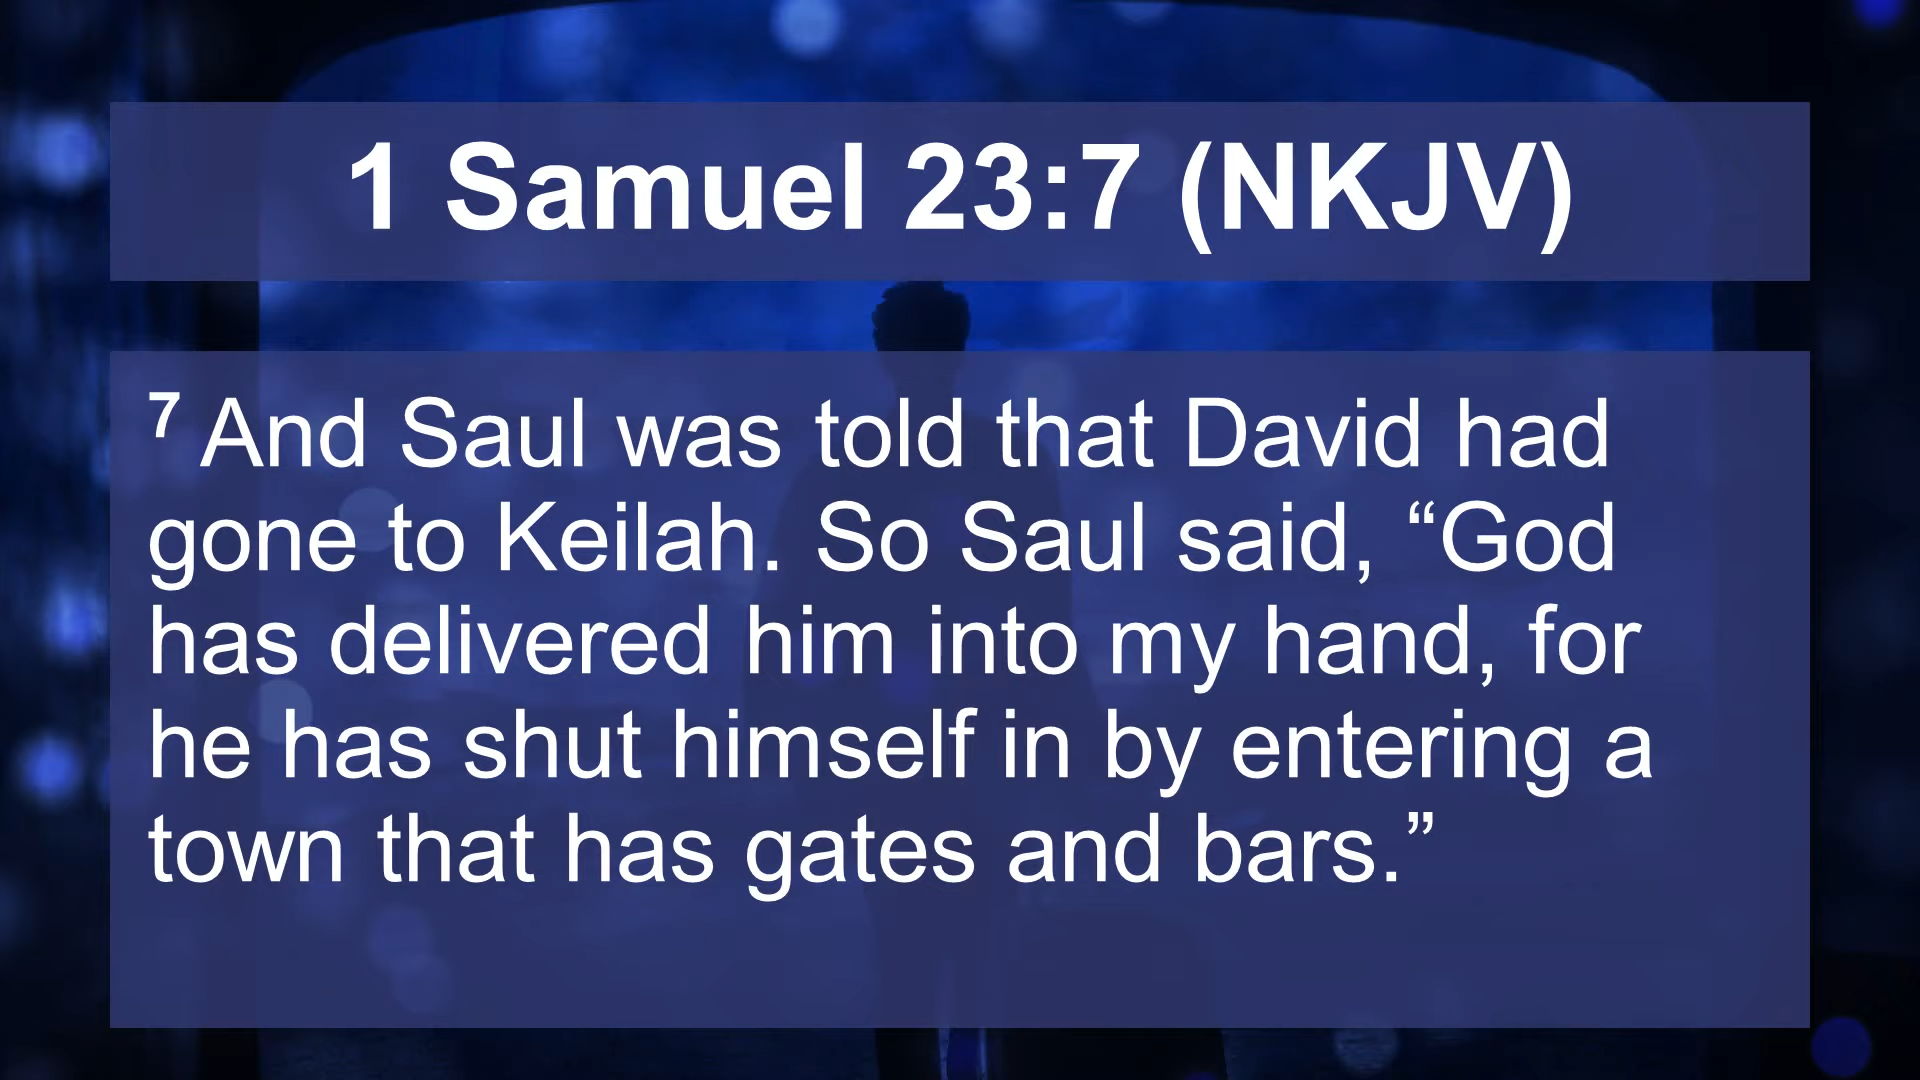 1 Samuel 23:7 (NKJV)
7 And Saul was told that David had
gone to Keilah. So Saul said, “God
has delivered him into my hand, for
he has shut himself in by entering a
town that has gates and bars.”